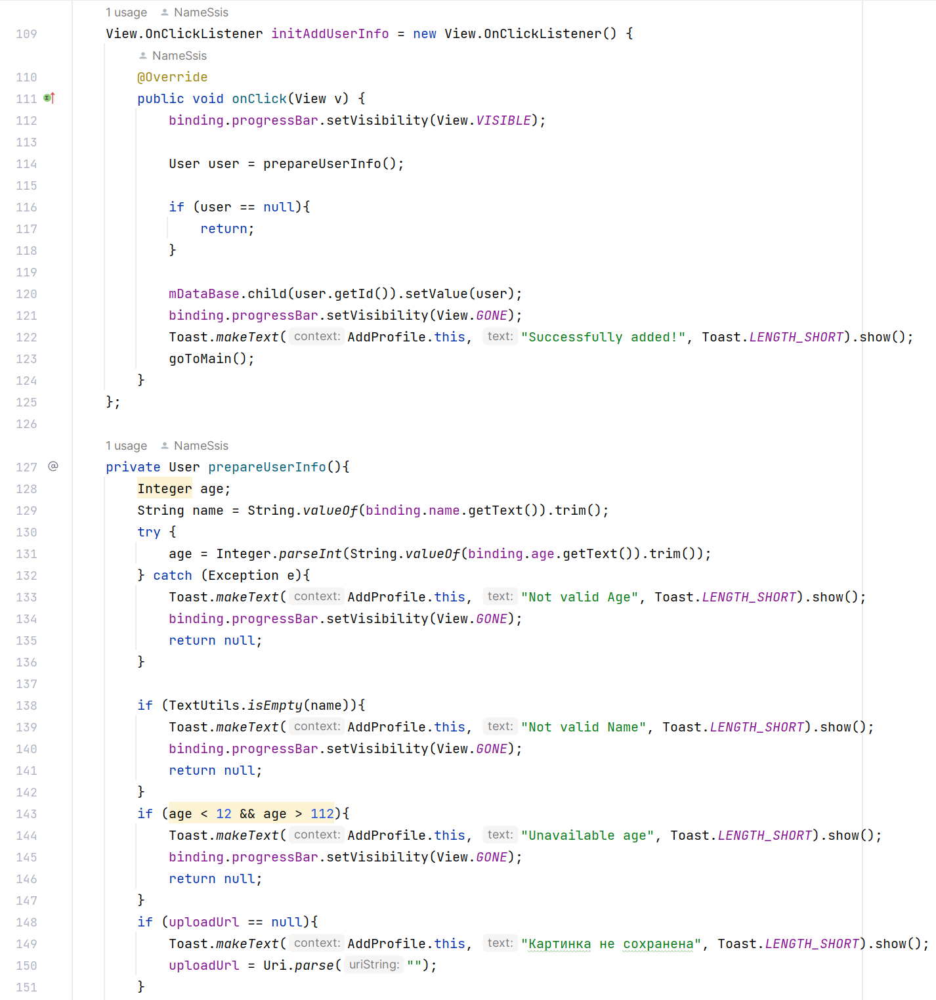 1 usage NameSsis
109 View.OnClickListener initAddUserInfo = new View.OnClickListener() {
NameSsis
110 @Override
111 public void onClick(View v) {
112 binding.progressBar.setVisibility(View.VISIBLE);
113
114 User user = prepareUserInfo();
115
116 if (user == null){
117 return;
118 }
119
120 mDataBase.child(user.getId()).setValue(user);
121 binding.progressBar.setVisibility(View.GONE);
122 Toast.makeText( context: AddProfile.this, text: "Successfully added!", Toast.LENGTH_SHORT).show();
123 goToMain();
124 }
125 };
126
1 usage NameSsis
127 @ private User prepareUserInfo(){
128 Integer age;
129 String name = String.valueOf(binding.name.getText()).trim();
130 try {
131 age = Integer.parseInt(String.valueOf(binding.age.getText()).trim());
132 } catch (Exception e){
133 Toast.makeText( context: AddProfile.this, text: "Not valid Age", Toast.LENGTH_SHORT).show();
134 binding.progressBar.setVisibility(View.GONE);
135 return null;
136 }
137
138 if (TextUtils.isEmpty(name)){
139 Toast.makeText( context: AddProfile.this, text: "Not valid Name", Toast.LENGTH_SHORT).show();
140 binding.progressBar.setVisibility(View.GONE);
141 return null;
142 }
143 if (age < 12 && age > 112){
144 Toast.makeText( context: AddProfile.this, text: "Unavailable age", Toast.LENGTH_SHORT).show();
145 binding.progressBar.setVisibility(View.GONE);
146 return null;
147 }
148 if (uploadUrl == null){
149 Toast.makeText( context: AddProfile.this, text: "Картинка не сохранена", Toast.LENGTH_SHORT).show();
150 uploadUrl = Uri.parse( uriString: "");
151 }